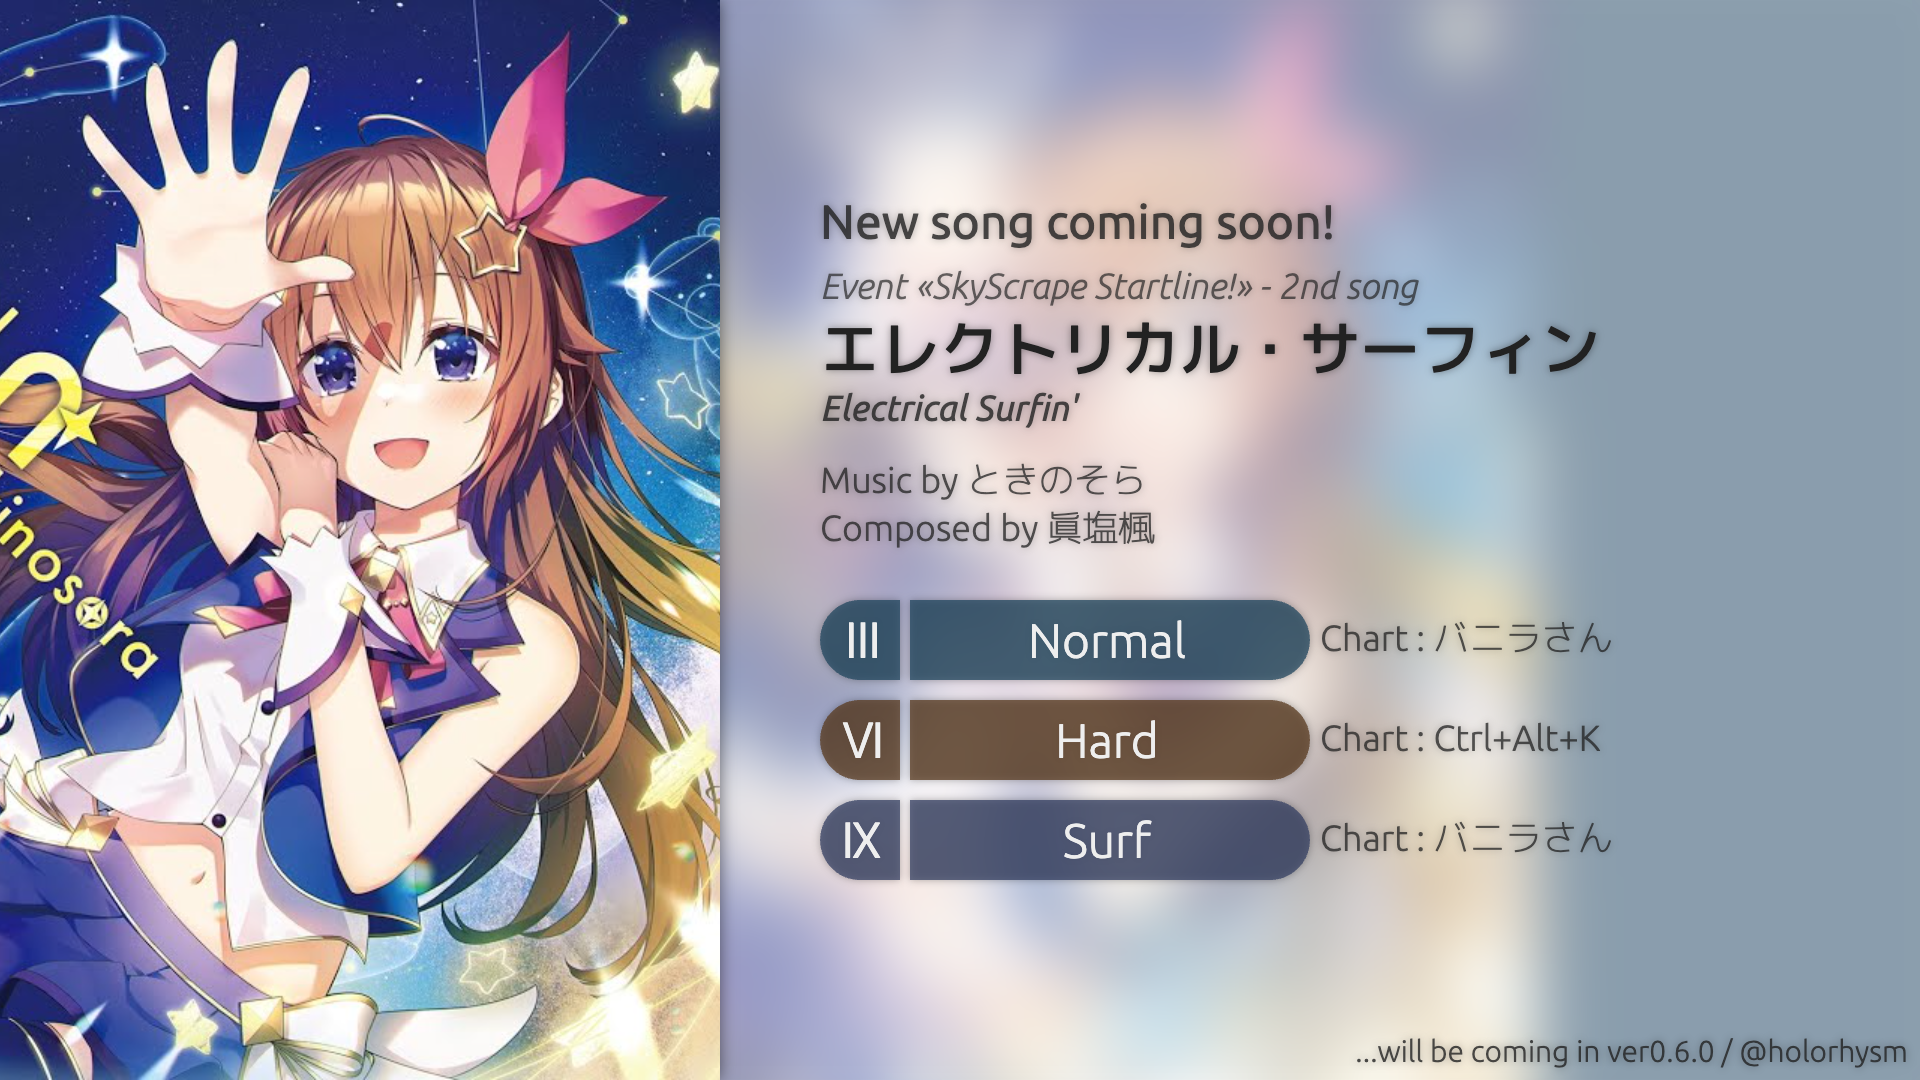 New song coming soon!
Event «SkyScrape Startline!» - 2nd song
エレクトリカル・サーフィン
Electrical Surfin'
Music by ときのそら
Composed by 眞塩楓
III Normal Chart : バニラさん
VI Hard Chart : Ctrl+Alt+K
IX Surf Chart : バニラさん
inosora
...will be coming in ver0.6.0 / @holorhysm